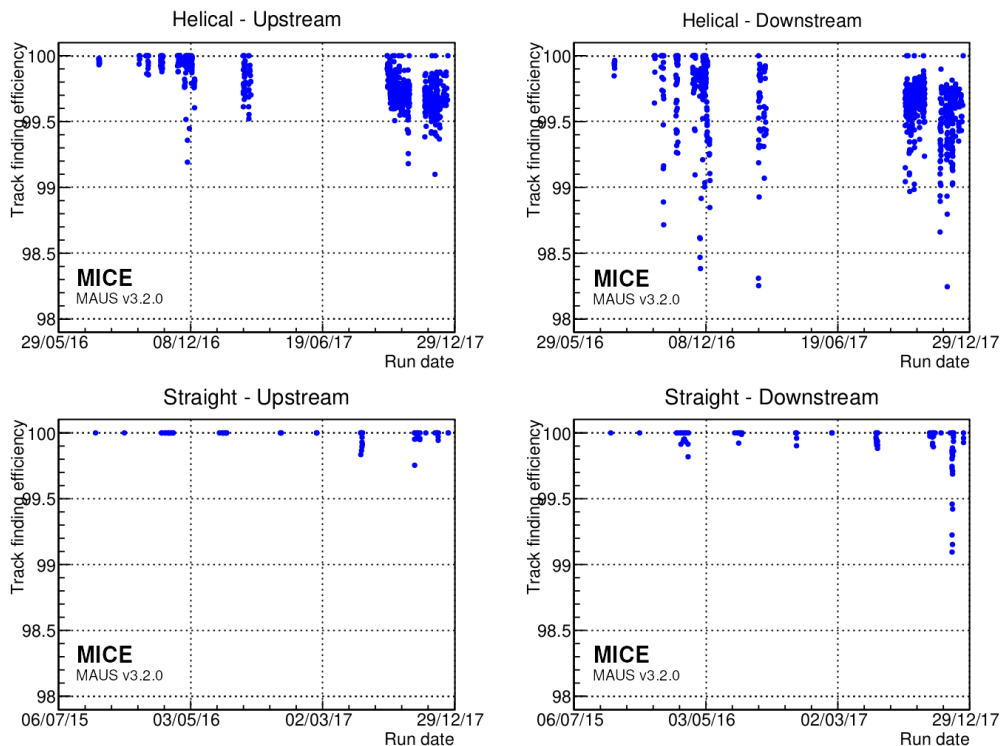 Helical - Upstream
Track finding efficiency
100
99.5
99
98.5
98
MICE
MAUS v3.2.0
29/05/16 08/12/16 19/06/17 29/12/17
Run date
Helical - Downstream
Track finding efficiency
100
99.5
99
98.5
98
MICE
MAUS v3.2.0
29/05/16 08/12/16 19/06/17 29/12/17
Run date
Straight - Upstream
Track finding efficiency
100
99.5
99
98.5
98
MICE
MAUS v3.2.0
06/07/15 03/05/16 02/03/17 29/12/17
Run date
Straight - Downstream
Track finding efficiency
100
99.5
99
98.5
98
MICE
MAUS v3.2.0
06/07/15 03/05/16 02/03/17 29/12/17
Run date